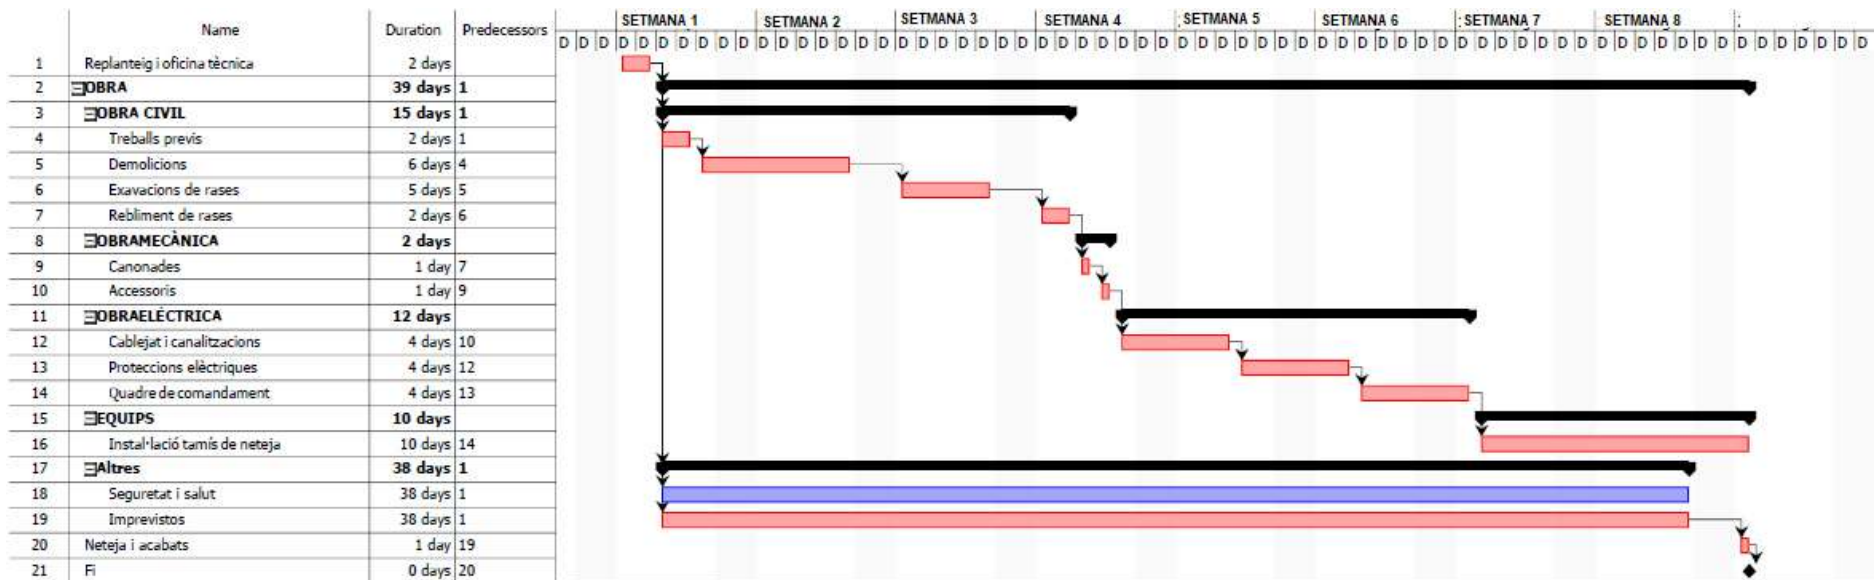 SETMANA 1 SETMANA 2 SETMANA 3 SETMANA 4 SETMANA 5 SETMANA 6 SETMANA 7 SETMANA 8
Name Duration Predecessors
D D D D D D D D D D D D D D D D D D D D D D D D D D D D D D D D D D D D D D D D D D D D D D D D D D D D D D D D D D D D D D D D D D
1 Replanteig i oficina tècnica 2 days
2 OBRA 39 days 1
3 OBRA CIVIL 15 days 1
4 Treballs previs 2 days 1
5 Demolicions 6 days 4
6 Exavacions de rases 5 days 5
7 Rebliment de rases 2 days 6
8 OBRAMECÀNICA 2 days
9 Canonades 1 day 7
10 Accessoris 1 day 9
11 OBRAELÉCTRICA 12 days
12 Cablejat i canalitzacions 4 days 10
13 Proteccions elèctriques 4 days 12
14 Quadre de comandament 4 days 13
15 EQUIPS 10 days
16 Instal·lació tamís de neteja 10 days 14
17 Altres 38 days 1
18 Seguretat i salut 38 days 1
19 Imprevistos 38 days 1
20 Neteja i acabats 1 day 19
21 Fi 0 days 20